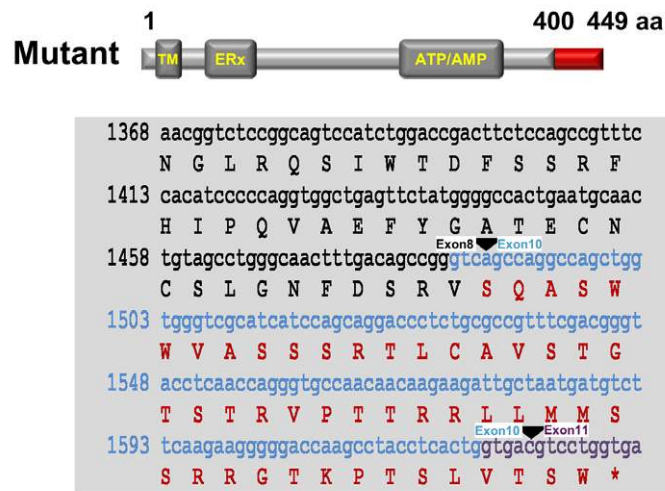 1 400 449 aa
Mutant TM ERx ATP/AMP
1368 aacggtctccggcagtccatctggaccgacttctccagccgtttc
N G L R Q S I W T D F S S R F
1413 cacatcccccaggtggctgagttctatggggccactgaatgcaac
H I P Q V A E F Y G A T E C N
Exon8 Exon10
1458 tgtagcctgggcaactttgacagccgggtcagccaggccagctgg
C S L G N F D S R V S Q A S W
1503 tgggtcgcatcatccagcaggaccctctgcgccgtttcgacgggt
W V A S S S R T L C A V S T G
1548 acctcaaccagggtgccaacaacaagaagattgctaatgatgtct
T S T R V P T T R R L L M M S
Exon10 Exon11
1593 tcaagaagggggaccaagcctacctcactggtgacgtcctggtga
S R R G T K P T S L V T S W *